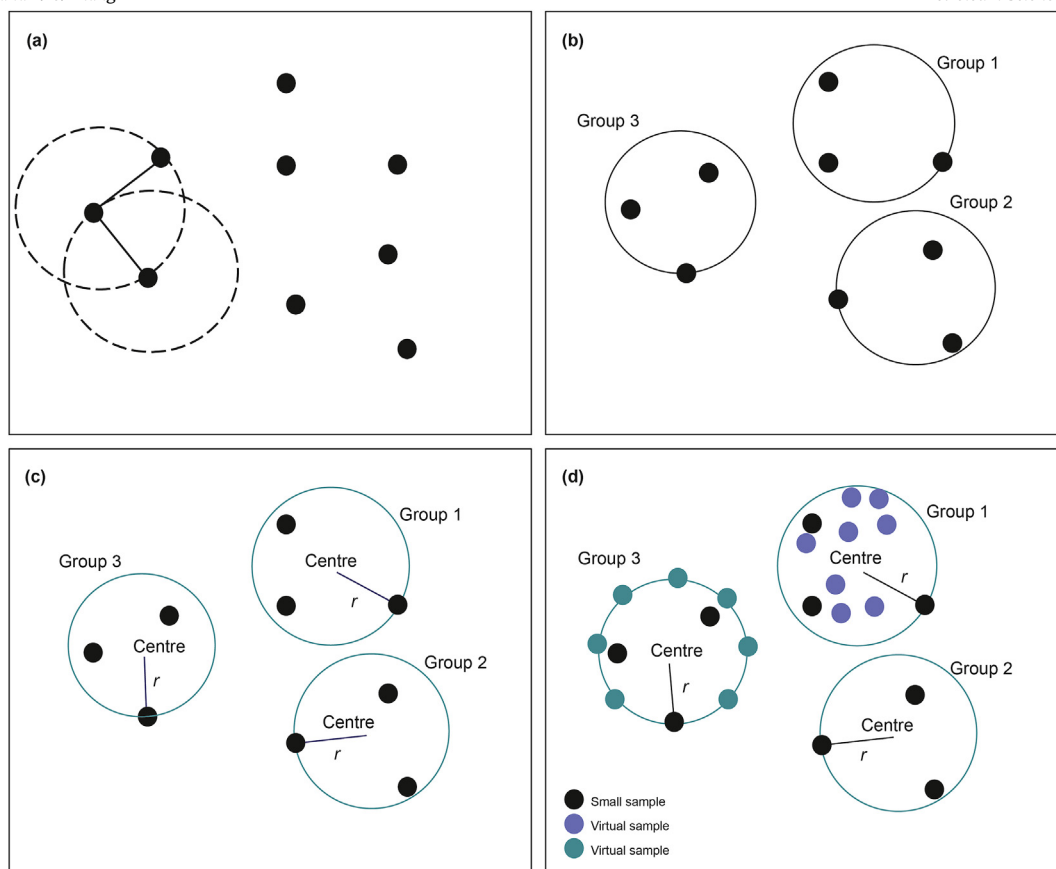 (a)
(b)
Group 1
Group 3
Group 2
(c)
Group 1
Group 3
Centre
r
Centre
r
Group 2
Centre
r
(d)
Group 1
Group 3
Centre
r
Centre
r
Group 2
Centre
r
Small sample
Virtual sample
Virtual sample